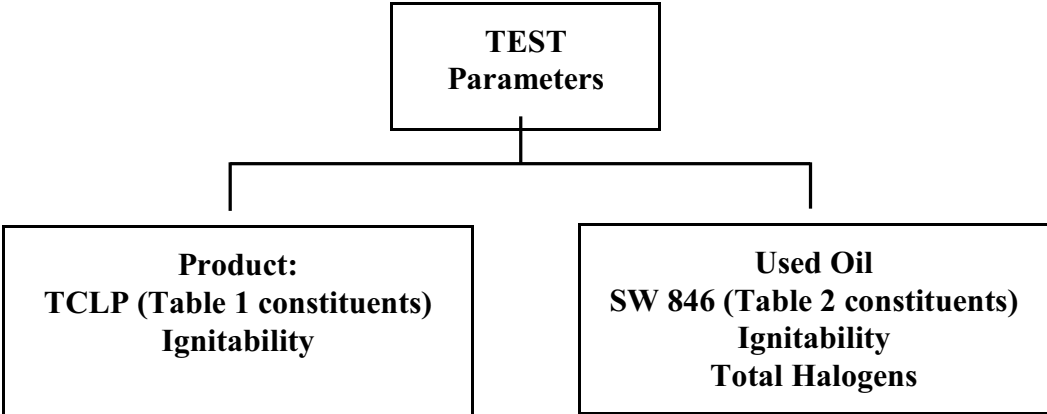 TEST
Parameters
Product:
TCLP (Table 1 constituents)
Ignitability
Used Oil
SW 846 (Table 2 constituents)
Ignitability
Total Halogens